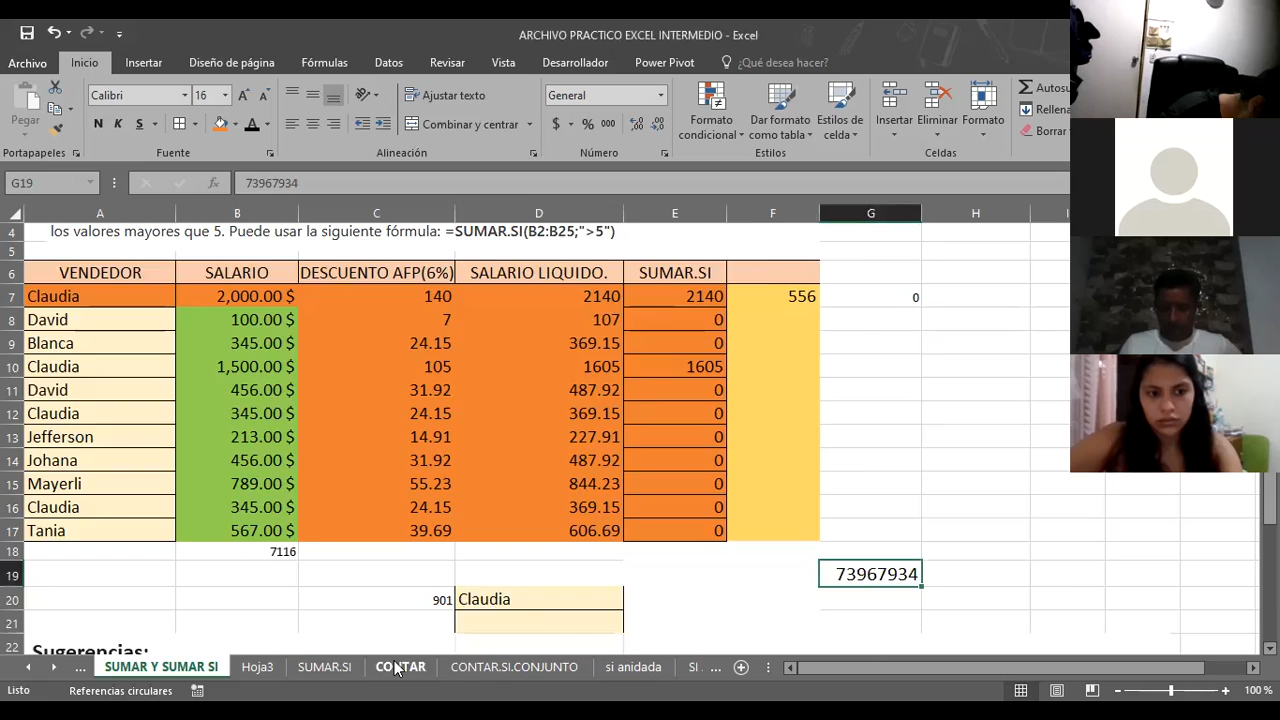 ARCHIVO PRACTICO EXCEL INTERMEDIO - Excel
Archivo Inicio Insertar Diseño de página Fórmulas Datos Revisar Vista Desarrollador Power Pivot ¿Qué desea hacer?
Pegar
Calibri 16 A A
N K S
Ajustar texto
Combinar y centrar
General
$ % 000
Formato condicional
Dar formato como tabla
Estilos de celda
Insertar
Eliminar
Formato
Autosu
Rellena
Borrar
Portapapeles Fuente Alineación Número Estilos Celdas
G19 fx 73967934
A B C D E F G H I
4 los valores mayores que 5. Puede usar la siguiente fórmula: =SUMAR.SI(B2:B25;">5")
5
6 VENDEDOR SALARIO DESCUENTO AFP(6%) SALARIO LIQUIDO. SUMAR.SI
7 Claudia 2,000.00 $ 140 2140 2140 556 0
8 David 100.00 $ 7 107 0
9 Blanca 345.00 $ 24.15 369.15 0
10 Claudia 1,500.00 $ 105 1605 1605
11 David 456.00 $ 31.92 487.92 0
12 Claudia 345.00 $ 24.15 369.15 0
13 Jefferson 213.00 $ 14.91 227.91 0
14 Johana 456.00 $ 31.92 487.92 0
15 Mayerli 789.00 $ 55.23 844.23 0
16 Claudia 345.00 $ 24.15 369.15 0
17 Tania 567.00 $ 39.69 606.69 0
18 7116
19 73967934
20 901 Claudia
21
22 Sugerencias:
... SUMAR Y SUMAR SI Hoja3 SUMAR.SI CONTAR CONTAR.SI.CONJUNTO si anidada SI ...
Listo Referencias circulares 100 %